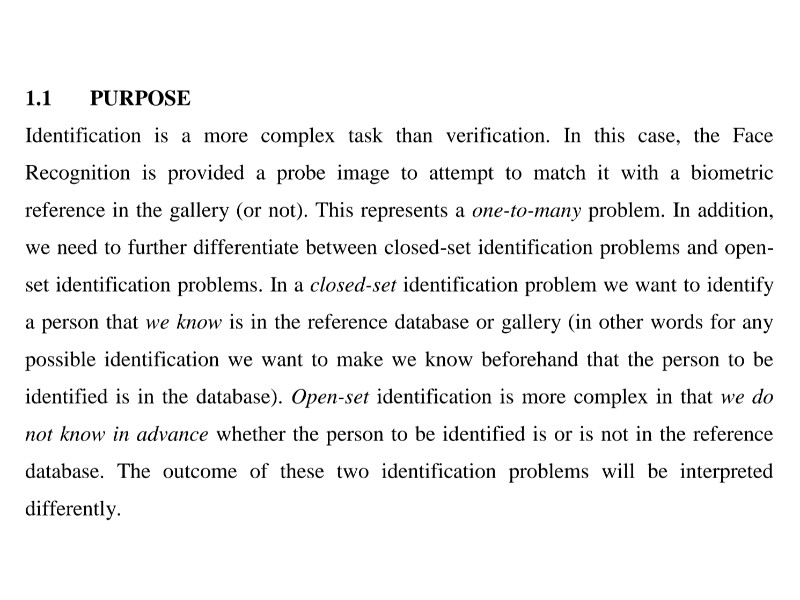 1.1 PURPOSE
Identification is a more complex task than verification. In this case, the Face
Recognition is provided a probe image to attempt to match it with a biometric
reference in the gallery (or not). This represents a one-to-many problem. In addition,
we need to further differentiate between closed-set identification problems and open-
set identification problems. In a closed-set identification problem we want to identify
a person that we know is in the reference database or gallery (in other words for any
possible identification we want to make we know beforehand that the person to be
identified is in the database). Open-set identification is more complex in that we do
not know in advance whether the person to be identified is or is not in the reference
database. The outcome of these two identification problems will be interpreted
differently.